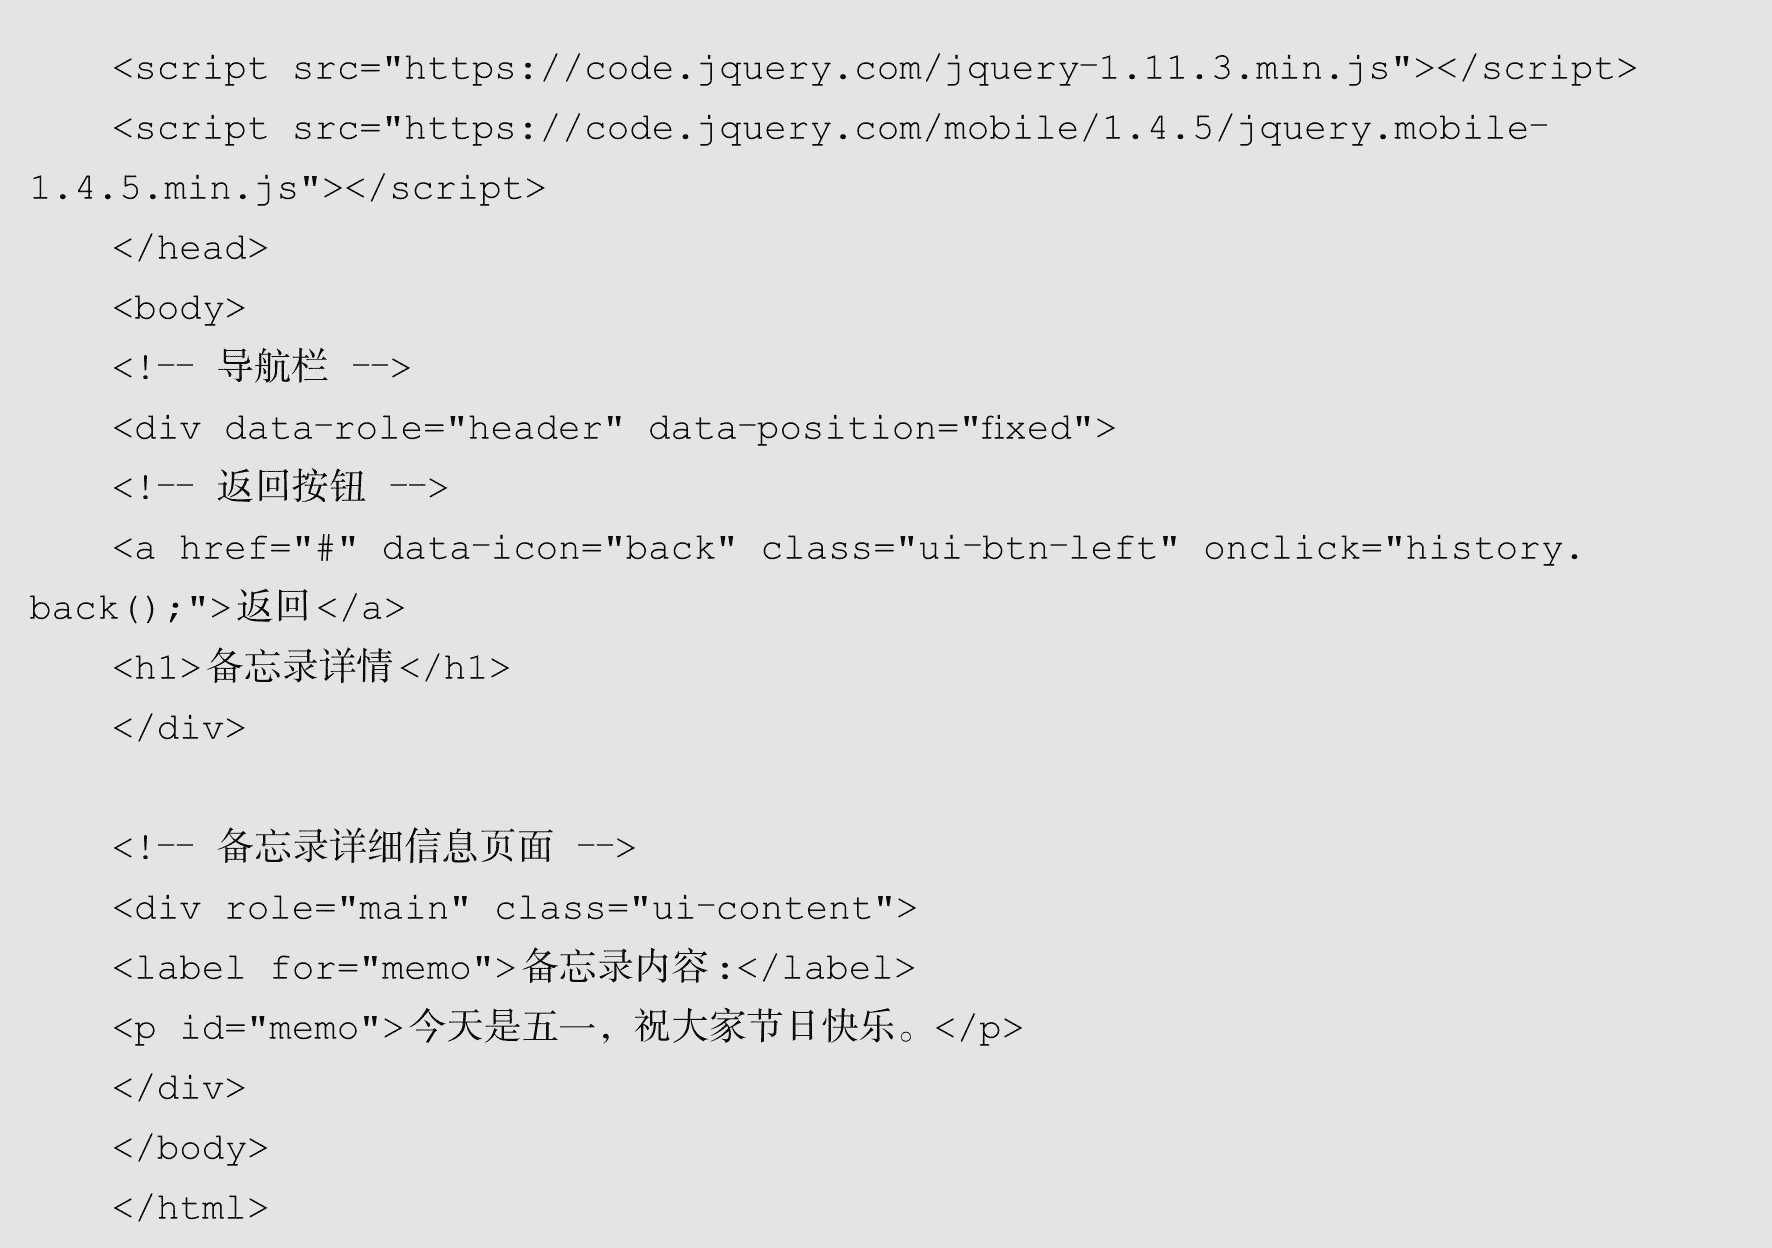 <script src="https://code.jquery.com/jquery-1.11.3.min.js"></script>
<script src="https://code.jquery.com/mobile/1.4.5/jquery.mobile-
1.4.5.min.js"></script>
</head>
<body>
<!-- 导航栏 -->
<div data-role="header" data-position="fixed">
<!-- 返回按钮 -->
<a href="#" data-icon="back" class="ui-btn-left" onclick="history.
back();">返回</a>
<h1>备忘录详情</h1>
</div>
<!-- 备忘录详细信息页面 -->
<div role="main" class="ui-content">
<label for="memo">备忘录内容:</label>
<p id="memo">今天是五一，祝大家节日快乐。</p>
</div>
</body>
</html>